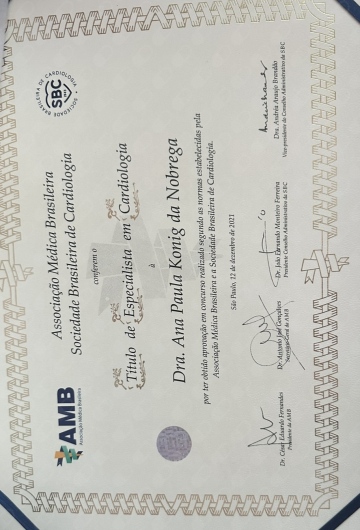 SOCIEDADE BRASILEIRA DE CARDIOLOGIA
SBC
AMB
Associação Médica Brasileira
Associação Médica Brasileira
Sociedade Brasileira de Cardiologia
conferem o
Título de Especialista em Cardiologia
à
Dra. Ana Paula Konig da Nobrega
por ter obtido aprovação em concurso realizado segundo as normas estabelecidas pela
Associação Médica Brasileira e a Sociedade Brasileira de Cardiologia.
São Paulo, 12 de dezembro de 2021
Dr. César Eduardo Fernandes
Presidente da AMB
Dr. Antonio José Gonçalves
Secretário Geral da AMB
Dr. João Fernando Monteiro Ferreira
Presidente Conselho Administrativo da SBC
Dra. Andréa Araujo Brandão
Vice-presidente do Conselho Administrativo da SBC